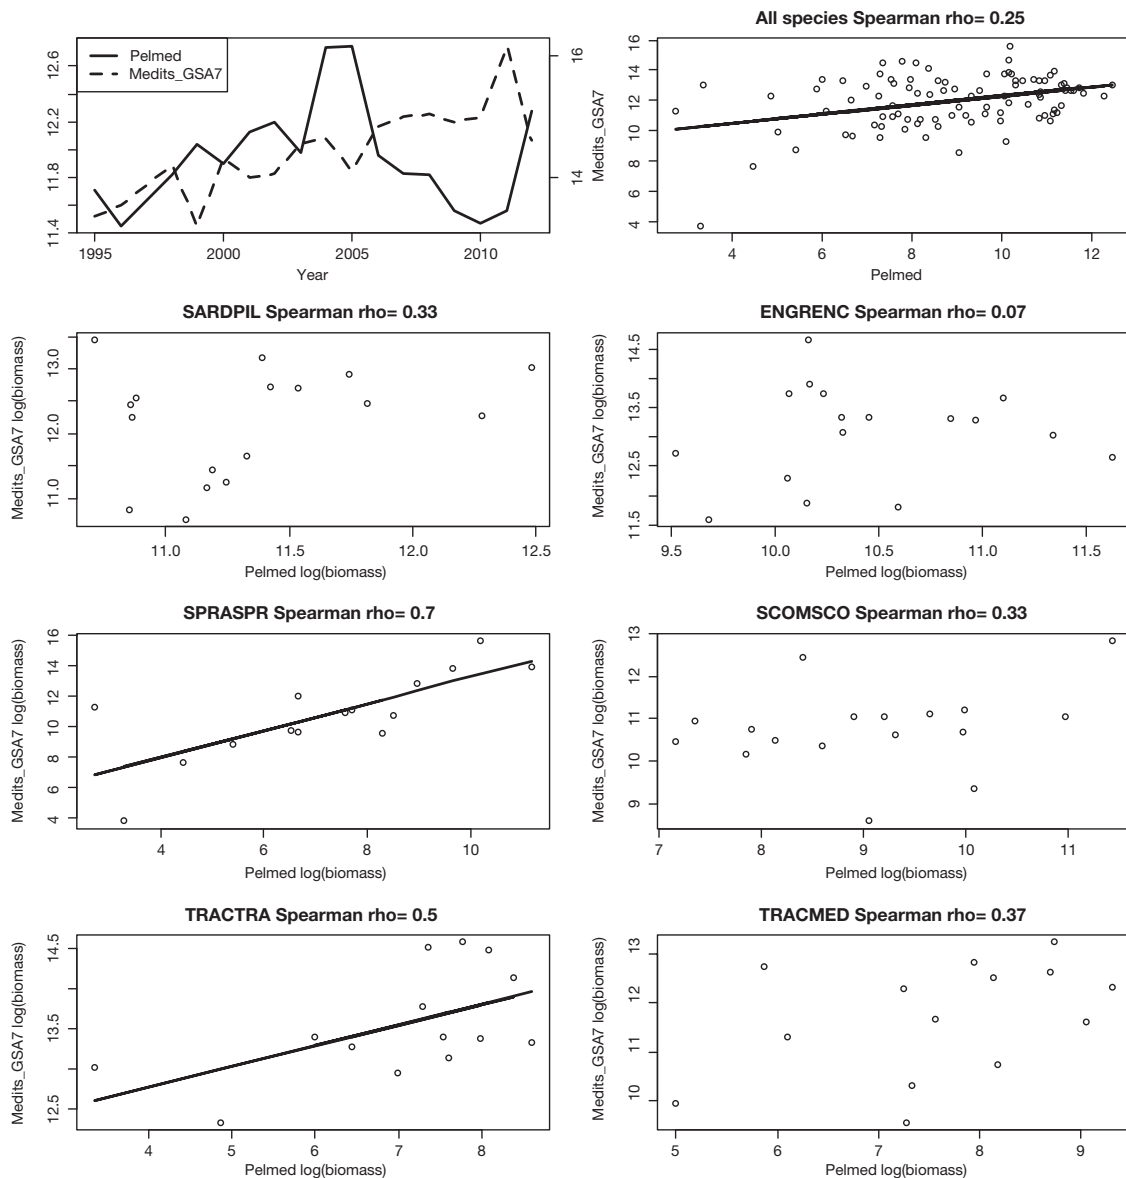 Pelmed
Medits_GSA7
11.4 11.8 12.2 12.6
14 16
1995 2000 2005 2010
Year
All species Spearman rho= 0.25
Medits_GSA7
4 6 8 10 12 14 16
4 6 8 10 12
Pelmed
SARDPIL Spearman rho= 0.33
Medits_GSA7 log(biomass)
11.0 12.0 13.0
11.0 11.5 12.0 12.5
Pelmed log(biomass)
ENGRENC Spearman rho= 0.07
Medits_GSA7 log(biomass)
11.5 12.5 13.5 14.5
9.5 10.0 10.5 11.0 11.5
Pelmed log(biomass)
SPRASPR Spearman rho= 0.7
Medits_GSA7 log(biomass)
4 6 8 10 12 14 16
4 6 8 10
Pelmed log(biomass)
SCOMSCO Spearman rho= 0.33
Medits_GSA7 log(biomass)
9 10 11 12 13
7 8 9 10 11
Pelmed log(biomass)
TRACTRA Spearman rho= 0.5
Medits_GSA7 log(biomass)
12.5 13.5 14.5
4 5 6 7 8
Pelmed log(biomass)
TRACMED Spearman rho= 0.37
Medits_GSA7 log(biomass)
10 11 12 13
5 6 7 8 9
Pelmed log(biomass)